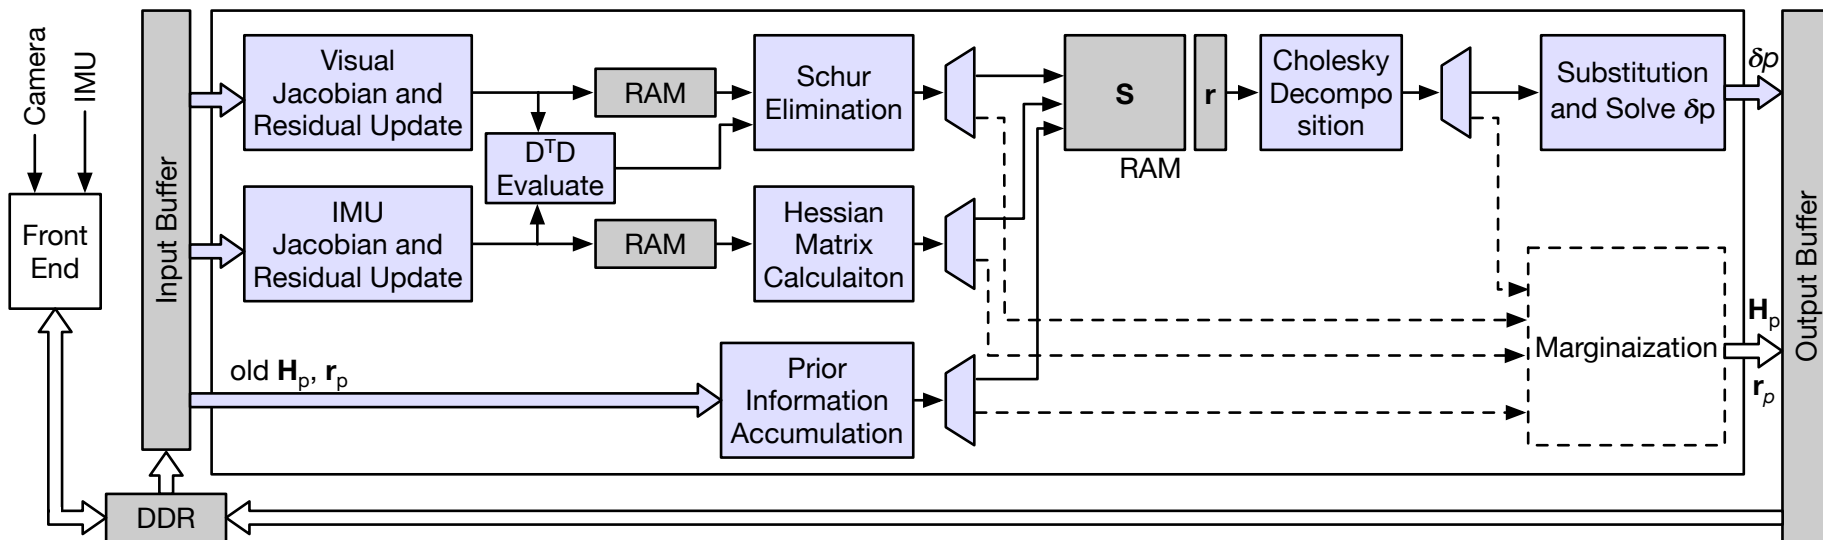 Camera
IMU
Front
End
Input Buffer
DDR
Visual
Jacobian and
Residual Update
IMU
Jacobian and
Residual Update
DᵀD
Evaluate
RAM
RAM
Schur
Elimination
Hessian
Matrix
Calculaiton
old Hp, rp
Prior
Information
Accumulation
S
r
RAM
Cholesky
Decompo
sition
Substitution
and Solve δp
Marginaization
δp
Hp
rp
Output Buffer